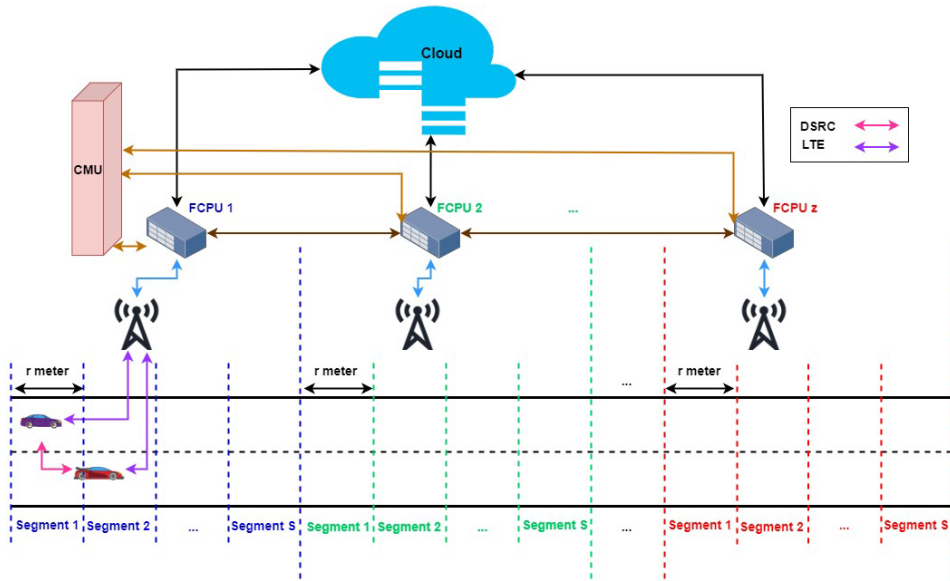 Cloud
DSRC
LTE
CMU
FCPU 1
FCPU 2
...
FCPU z
r meter
r meter
...
r meter
Segment 1
Segment 2
...
Segment S
Segment 1
Segment 2
...
Segment S
...
Segment 1
Segment 2
...
Segment S